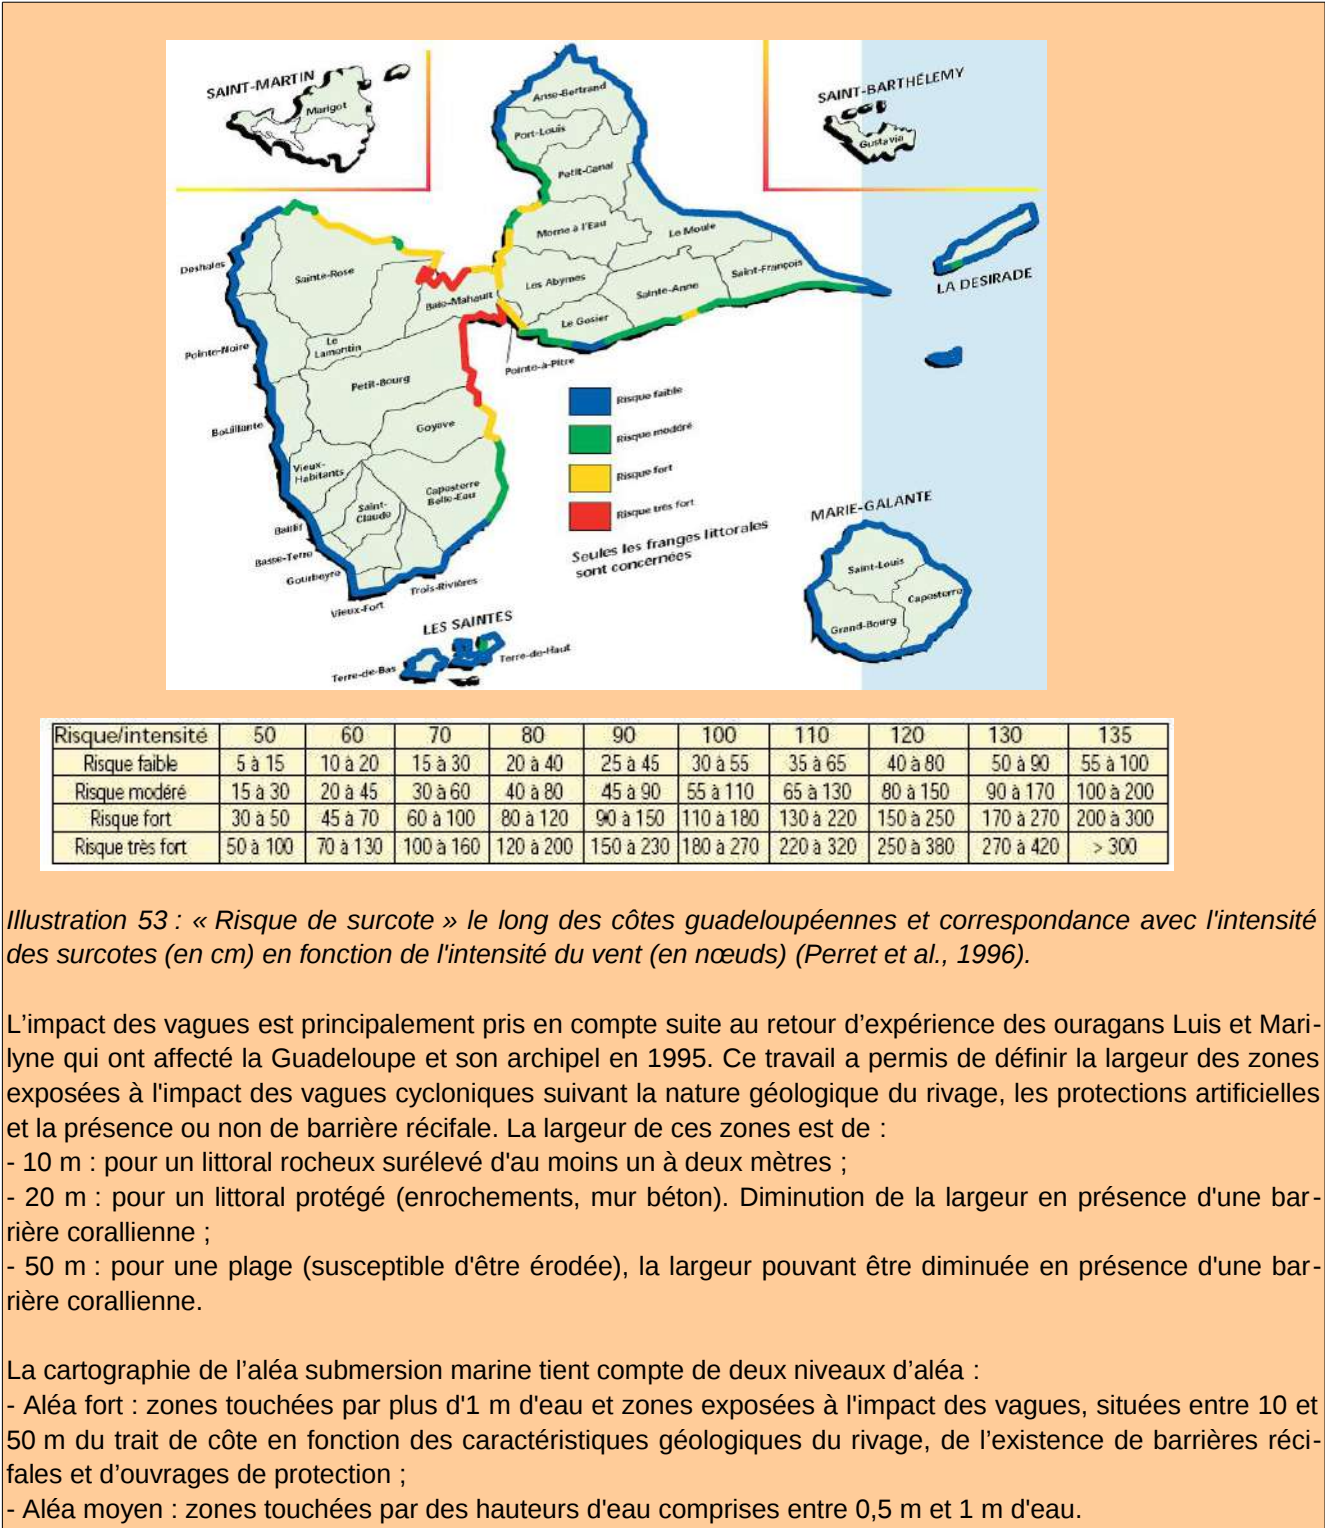 SAINT-MARTIN
Marigot
SAINT-BARTHÉLEMY
Gustavia
Anse-Bertrand
Port-Louis
Petit-Canal
Morne à l'Eau
Le Moule
Les Abymes
Saint-François
Sainte-Anne
Le Gosier
Pointe-à-Pitre
LA DESIRADE
Deshaies
Sainte-Rose
Baie-Mahault
Le
Lamentin
Pointe-Noire
Petit-Bourg
Bouillante
Goyave
Vieux-
Habitants
Capesterre
Belle-Eau
Saint-
Claude
Baillif
Basse-Terre
Gourbeyre
Vieux-Fort
Trois-Rivières
Risque faible
Risque modéré
Risque fort
Risque très fort
Seules les franges littorales
sont concernées
MARIE-GALANTE
Saint-Louis
Capesterre
Grand-Bourg
LES SAINTES
Terre-de-Bas
Terre-de-Haut
Risque/intensité 50 60 70 80 90 100 110 120 130 135
Risque faible 5 à 15 10 à 20 15 à 30 20 à 40 25 à 45 30 à 55 35 à 65 40 à 80 50 à 90 55 à 100
Risque modéré 15 à 30 20 à 45 30 à 60 40 à 80 45 à 90 55 à 110 65 à 130 80 à 150 90 à 170 100 à 200
Risque fort 30 à 50 45 à 70 60 à 100 80 à 120 90 à 150 110 à 180 130 à 220 150 à 250 170 à 270 200 à 300
Risque très fort 50 à 100 70 à 130 100 à 160 120 à 200 150 à 230 180 à 270 220 à 320 250 à 380 270 à 420 > 300
Illustration 53 : « Risque de surcote » le long des côtes guadeloupéennes et correspondance avec l'intensité
des surcotes (en cm) en fonction de l'intensité du vent (en nœuds) (Perret et al., 1996).
L’impact des vagues est principalement pris en compte suite au retour d’expérience des ouragans Luis et Mari-
lyne qui ont affecté la Guadeloupe et son archipel en 1995. Ce travail a permis de définir la largeur des zones
exposées à l'impact des vagues cycloniques suivant la nature géologique du rivage, les protections artificielles
et la présence ou non de barrière récifale. La largeur de ces zones est de :
- 10 m : pour un littoral rocheux surélevé d'au moins un à deux mètres ;
- 20 m : pour un littoral protégé (enrochements, mur béton). Diminution de la largeur en présence d'une bar-
rière corallienne ;
- 50 m : pour une plage (susceptible d'être érodée), la largeur pouvant être diminuée en présence d'une bar-
rière corallienne.
La cartographie de l’aléa submersion marine tient compte de deux niveaux d’aléa :
- Aléa fort : zones touchées par plus d'1 m d'eau et zones exposées à l'impact des vagues, situées entre 10 et
50 m du trait de côte en fonction des caractéristiques géologiques du rivage, de l’existence de barrières réci-
fales et d’ouvrages de protection ;
- Aléa moyen : zones touchées par des hauteurs d'eau comprises entre 0,5 m et 1 m d'eau.